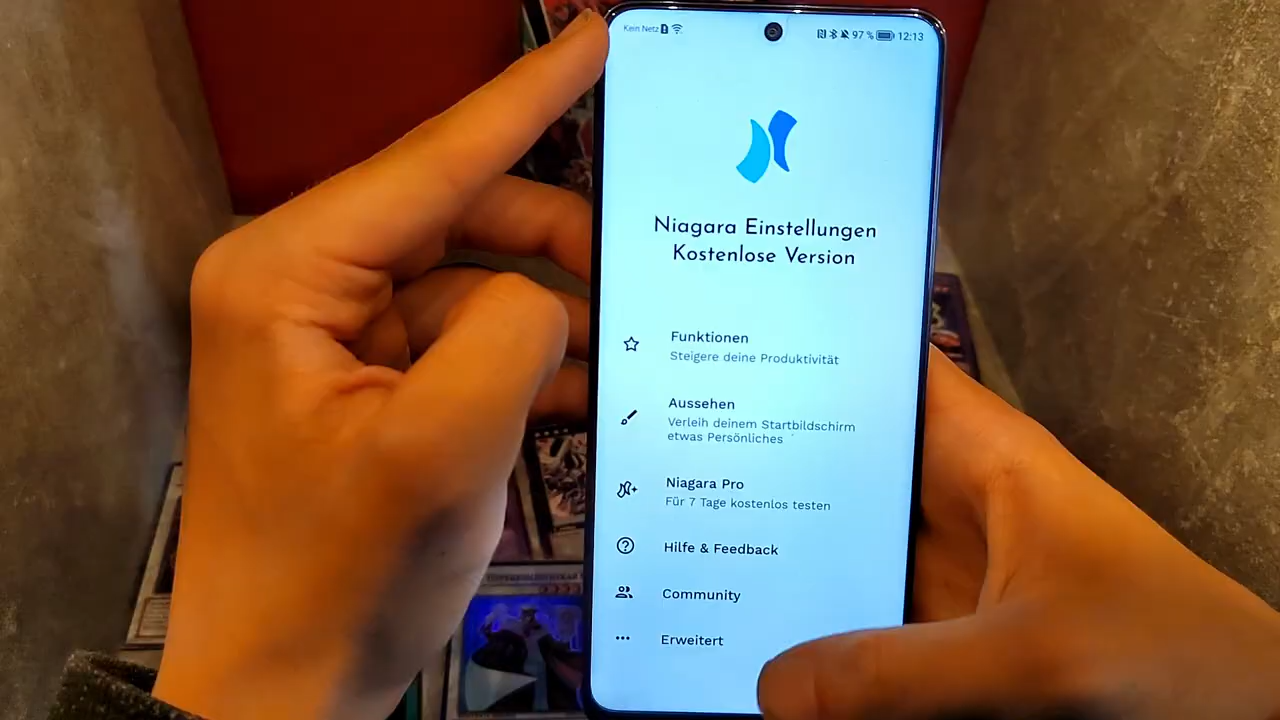 Kein Netz
97 % 12:13
Niagara Einstellungen
Kostenlose Version
Funktionen
Steigere deine Produktivität
Aussehen
Verleih deinem Startbildschirm
etwas Persönliches
Niagara Pro
Für 7 Tage kostenlos testen
Hilfe & Feedback
Community
Erweitert